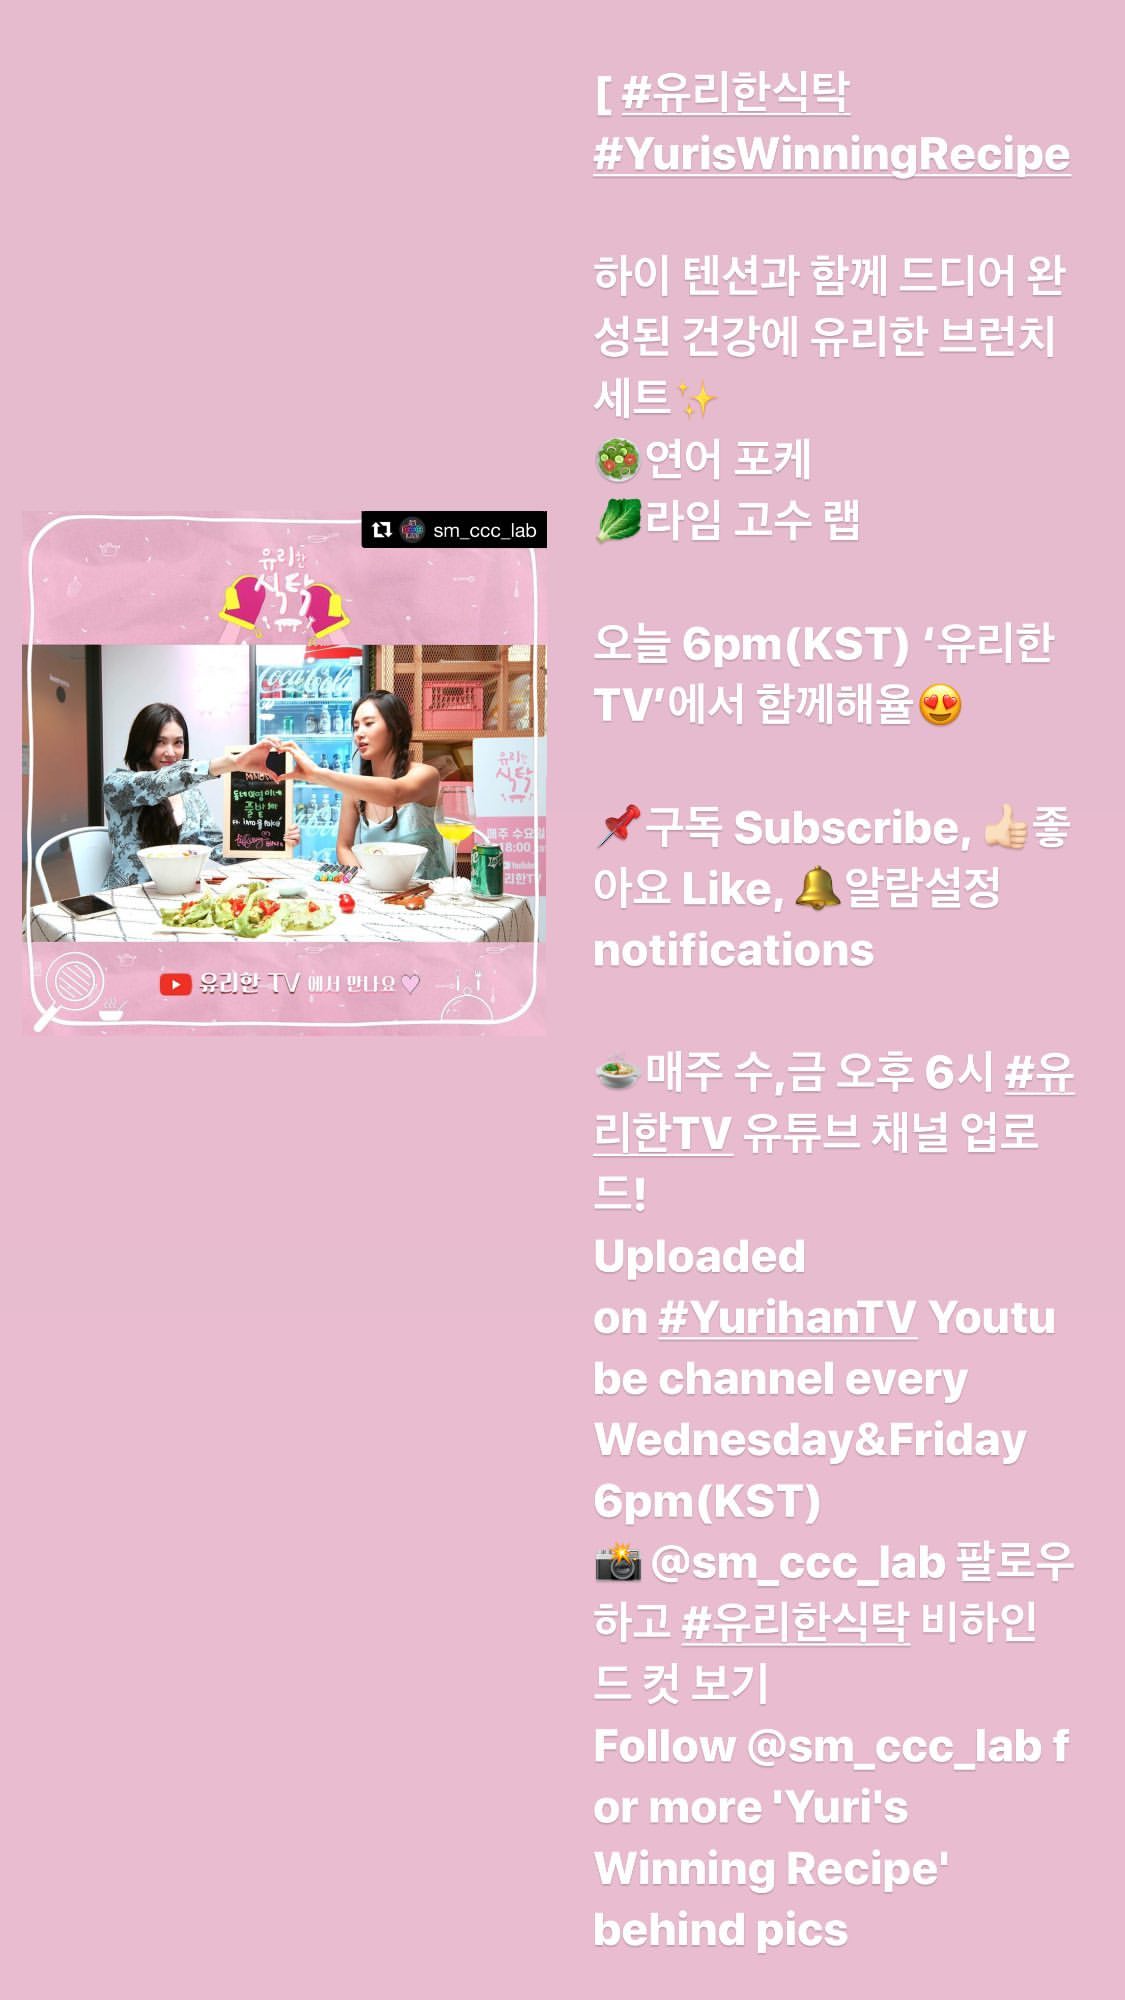 sm_ccc_lab
유리한
식탁
Coca Cola
MENU
유리한
식탁
매주 수요일
18:00
YouTube
리한TV
유리한 TV 에서 만나요
[ #유리한식탁
#YurisWinningRecipe
하이 텐션과 함께 드디어 완
성된 건강에 유리한 브런치
세트✨
🥗연어 포케
🥬라임 고수 랩
오늘 6pm(KST) ‘유리한
TV’에서 함께해율😍
📌구독 Subscribe, 👍🏻좋
아요 Like, 🔔알람설정
notifications
🍲매주 수,금 오후 6시 #유
리한TV 유튜브 채널 업로
드!
Uploaded
on #YurihanTV Youtu
be channel every
Wednesday&Friday
6pm(KST)
📸 @sm_ccc_lab 팔로우
하고 #유리한식탁 비하인
드 컷 보기
Follow @sm_ccc_lab f
or more 'Yuri's
Winning Recipe'
behind pics